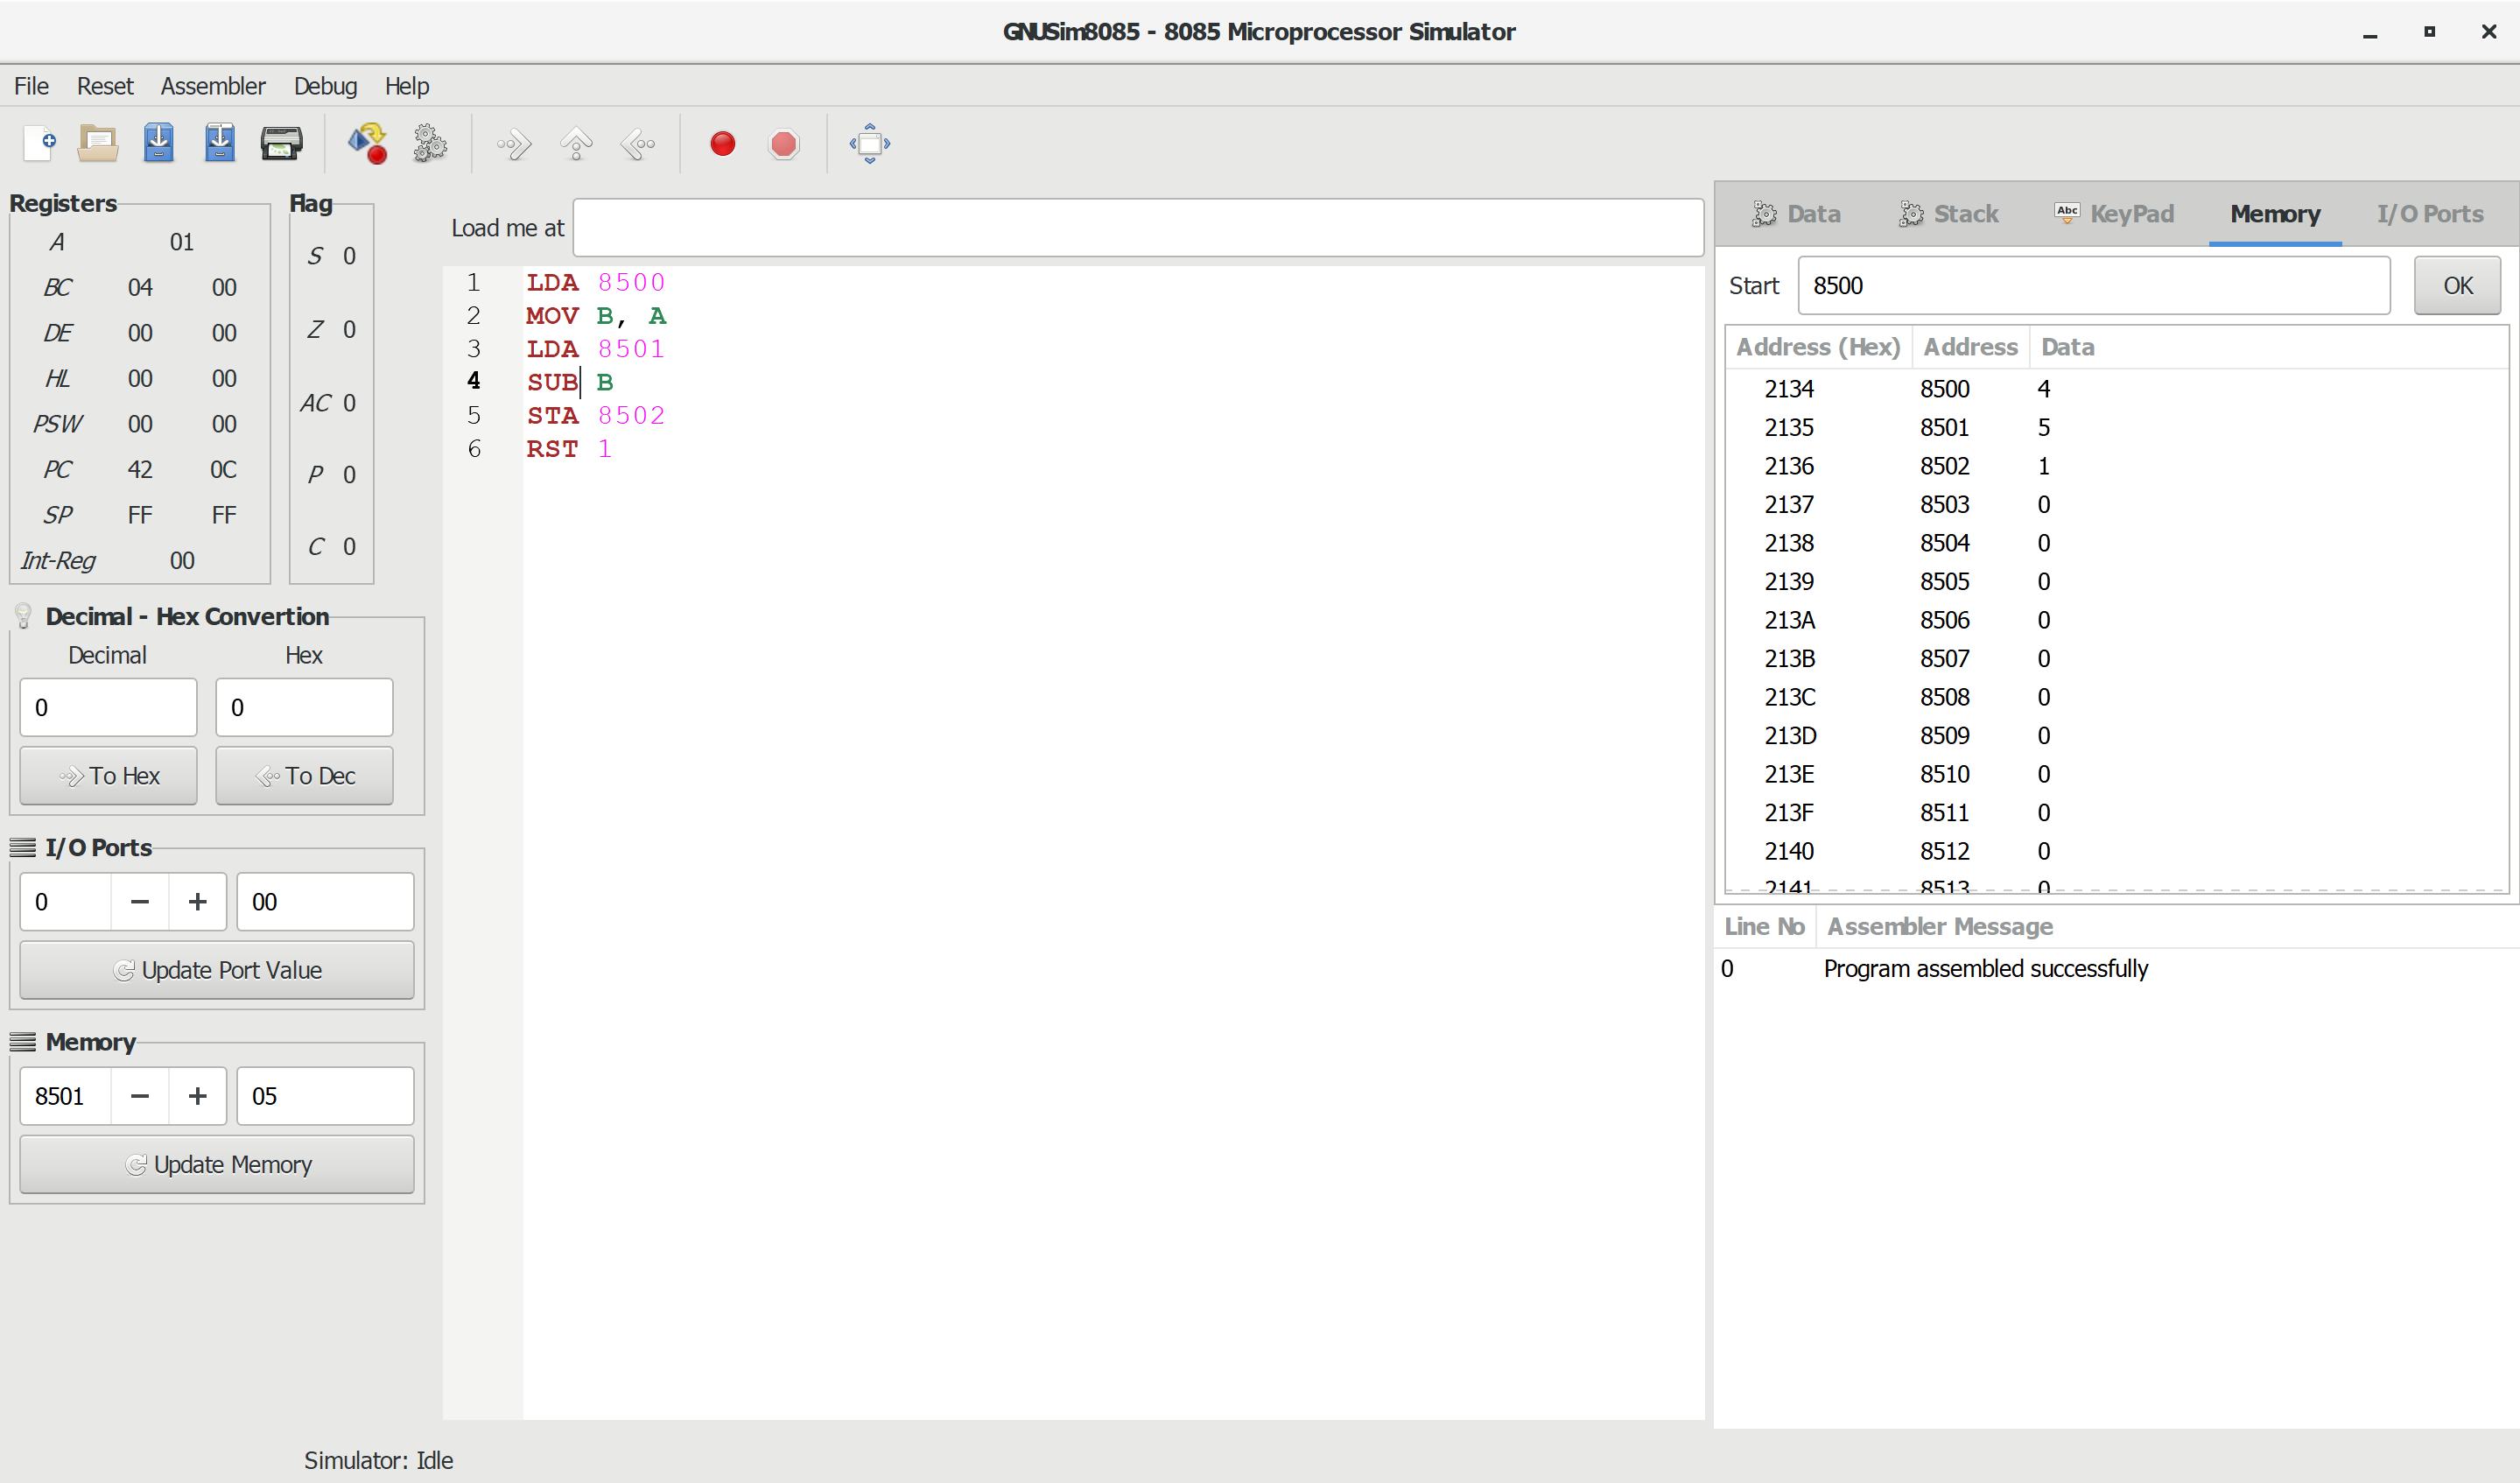 GNUSim8085 - 8085 Microprocessor Simulator
File Reset Assembler Debug Help
Registers
A 01
BC 04 00
DE 00 00
HL 00 00
PSW 00 00
PC 42 0C
SP FF FF
Int-Reg 00
Flag
S 0
Z 0
AC 0
P 0
C 0
Decimal - Hex Convertion
Decimal Hex
0 0
To Hex To Dec
I/O Ports
0 − + 00
Update Port Value
Memory
8501 − + 05
Update Memory
Load me at
1 LDA 8500
2 MOV B, A
3 LDA 8501
4 SUB B
5 STA 8502
6 RST 1
Data Stack Abc KeyPad Memory I/O Ports
Start 8500 OK
Address (Hex) Address Data
2134 8500 4
2135 8501 5
2136 8502 1
2137 8503 0
2138 8504 0
2139 8505 0
213A 8506 0
213B 8507 0
213C 8508 0
213D 8509 0
213E 8510 0
213F 8511 0
2140 8512 0
2141 8513 0
Line No Assembler Message
0 Program assembled successfully
Simulator: Idle